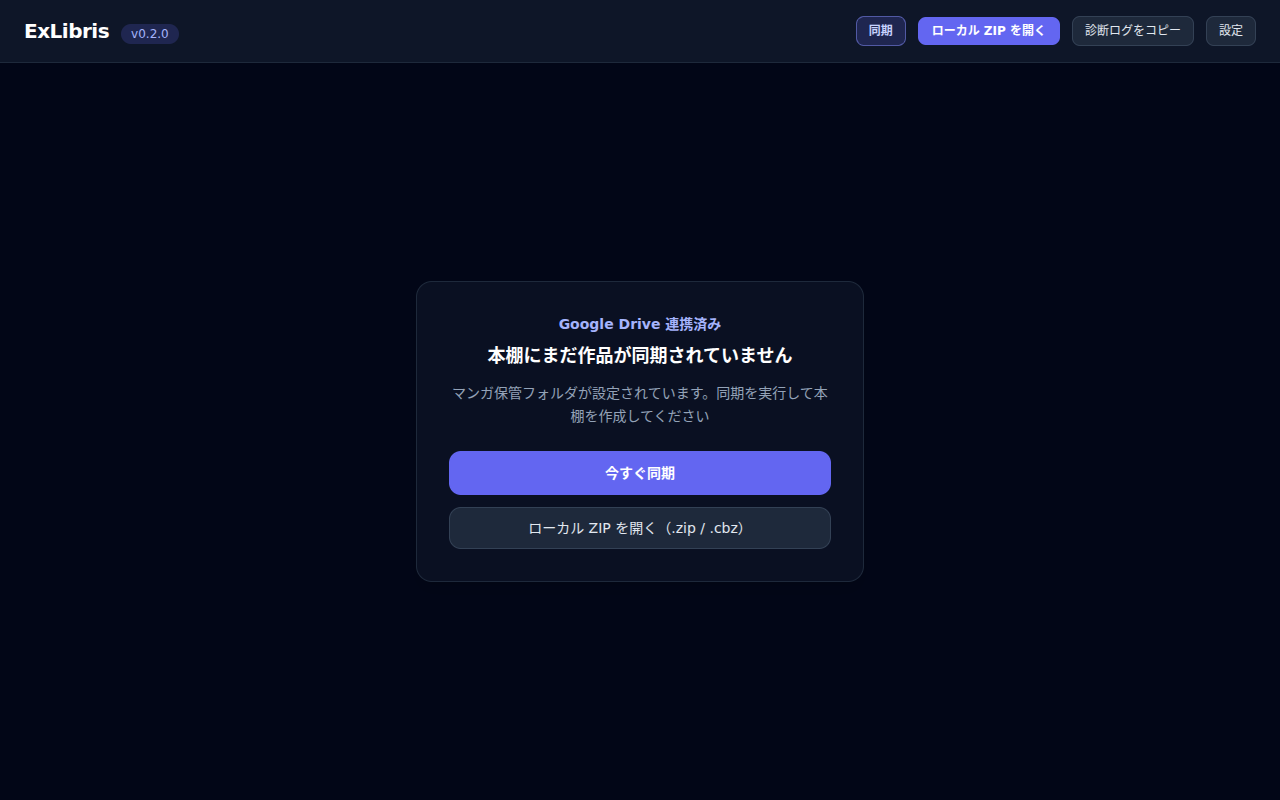 ExLibris v0.2.0 同期 ローカル ZIP を開く 診断ログをコピー 設定
Google Drive 連携済み
本棚にまだ作品が同期されていません
マンガ保管フォルダが設定されています。同期を実行して本
棚を作成してください
今すぐ同期
ローカル ZIP を開く（.zip / .cbz）